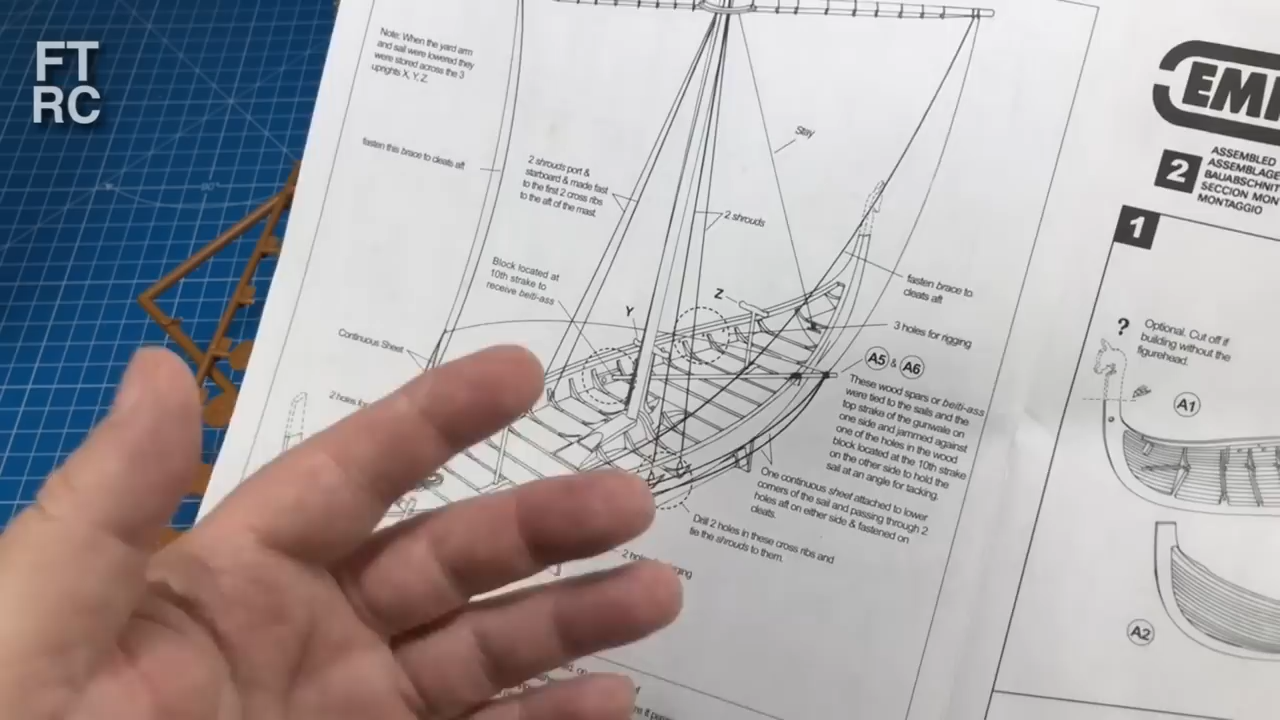 FT
RC
Note: When the yard arm
and sail were lowered they
were stored across the 3
uprights X, Y, Z.
fasten this brace to cleats aft
2 shrouds port &
starboard & made fast
to the first 2 cross ribs
to the aft of the mast
Stay
2 shrouds
Block located at
10th strake to
receive beiti-ass
Y
Z
Continuous Sheet
2 holes
fasten brace to
cleats aft
3 holes for rigging
A5 & A6
These wood spars or beiti-ass
were tied to the sails and the
top strake of the gunwale on
one side and jammed against
one of the holes in the wood
block located at the 10th strake
on the other side to hold the
sail at an angle for tacking.
One continuous sheet attached to lower
corners of the sail and passing through 2
holes aft on either side & fastened on
cleats.
Drill 2 holes in these cross ribs and
tie the shrouds to them.
EM
2
ASSEMBLED
ASSEMBLAGE
BAUABSCHNIT
SECCION MON
MONTAGGIO
1
?
Optional. Cut off if
building without the
figurehead.
A1
A2